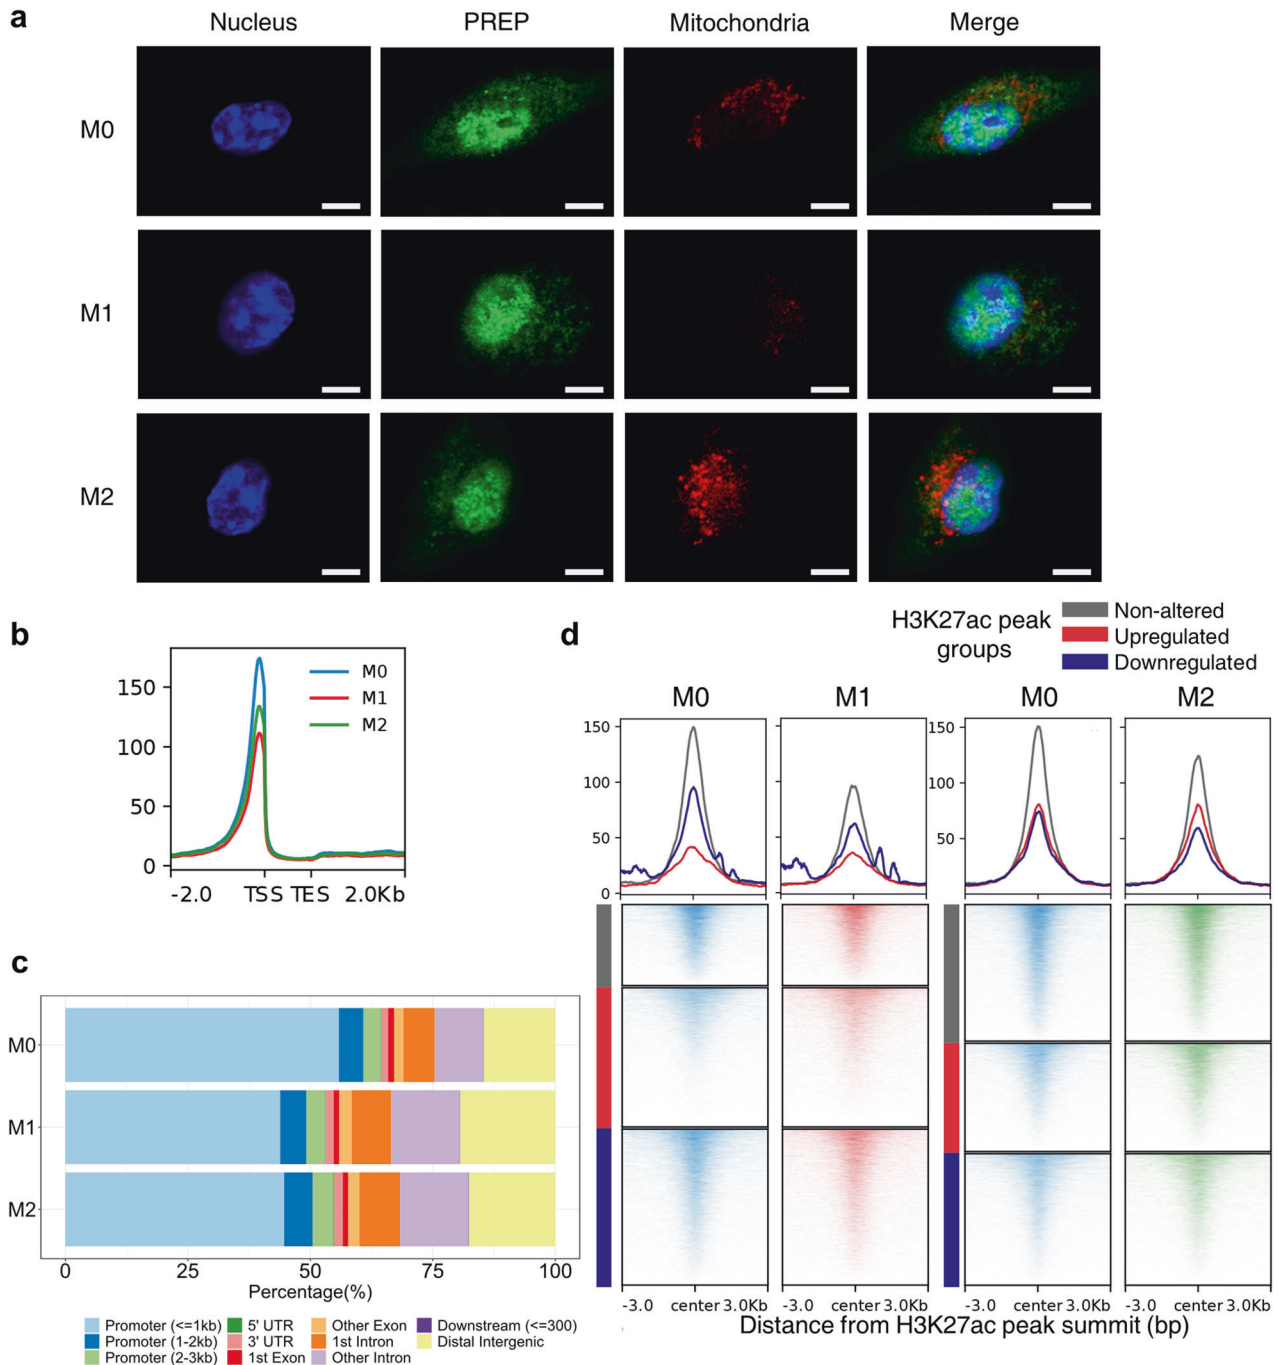 a
Nucleus PREP Mitochondria Merge
M0
M1
M2
b
150
100
50
0
M0
M1
M2
-2.0 TSS TES 2.0Kb
c
M0
M1
M2
0 25 50 75 100
Percentage(%)
Promoter (<=1kb) 5' UTR Other Exon Downstream (<=300)
Promoter (1-2kb) 3' UTR 1st Intron Distal Intergenic
Promoter (2-3kb) 1st Exon Other Intron
d
H3K27ac peak
groups
Non-altered
Upregulated
Downregulated
M0 M1 M0 M2
150
100
50
0
150
100
50
-3.0 center 3.0Kb -3.0 center 3.0Kb -3.0 center 3.0Kb -3.0 center 3.0Kb
Distance from H3K27ac peak summit (bp)